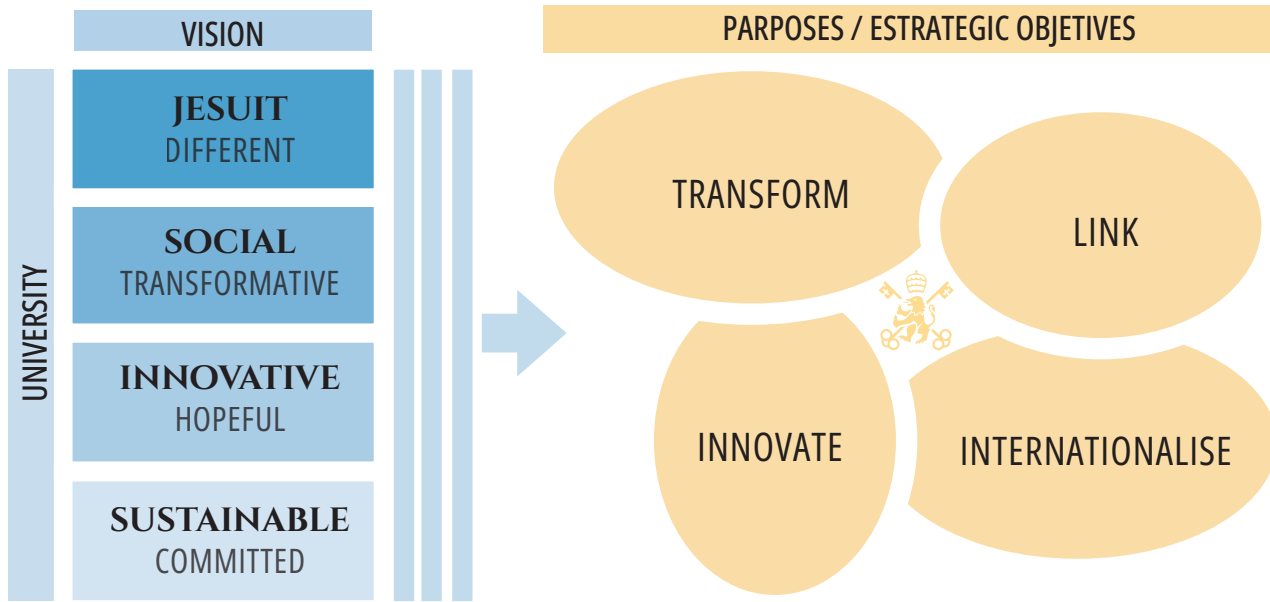 VISION
UNIVERSITY
JESUIT
DIFFERENT
SOCIAL
TRANSFORMATIVE
INNOVATIVE
HOPEFUL
SUSTAINABLE
COMMITTED
PARPOSES / ESTRATEGIC OBJETIVES
TRANSFORM
LINK
INNOVATE
INTERNATIONALISE